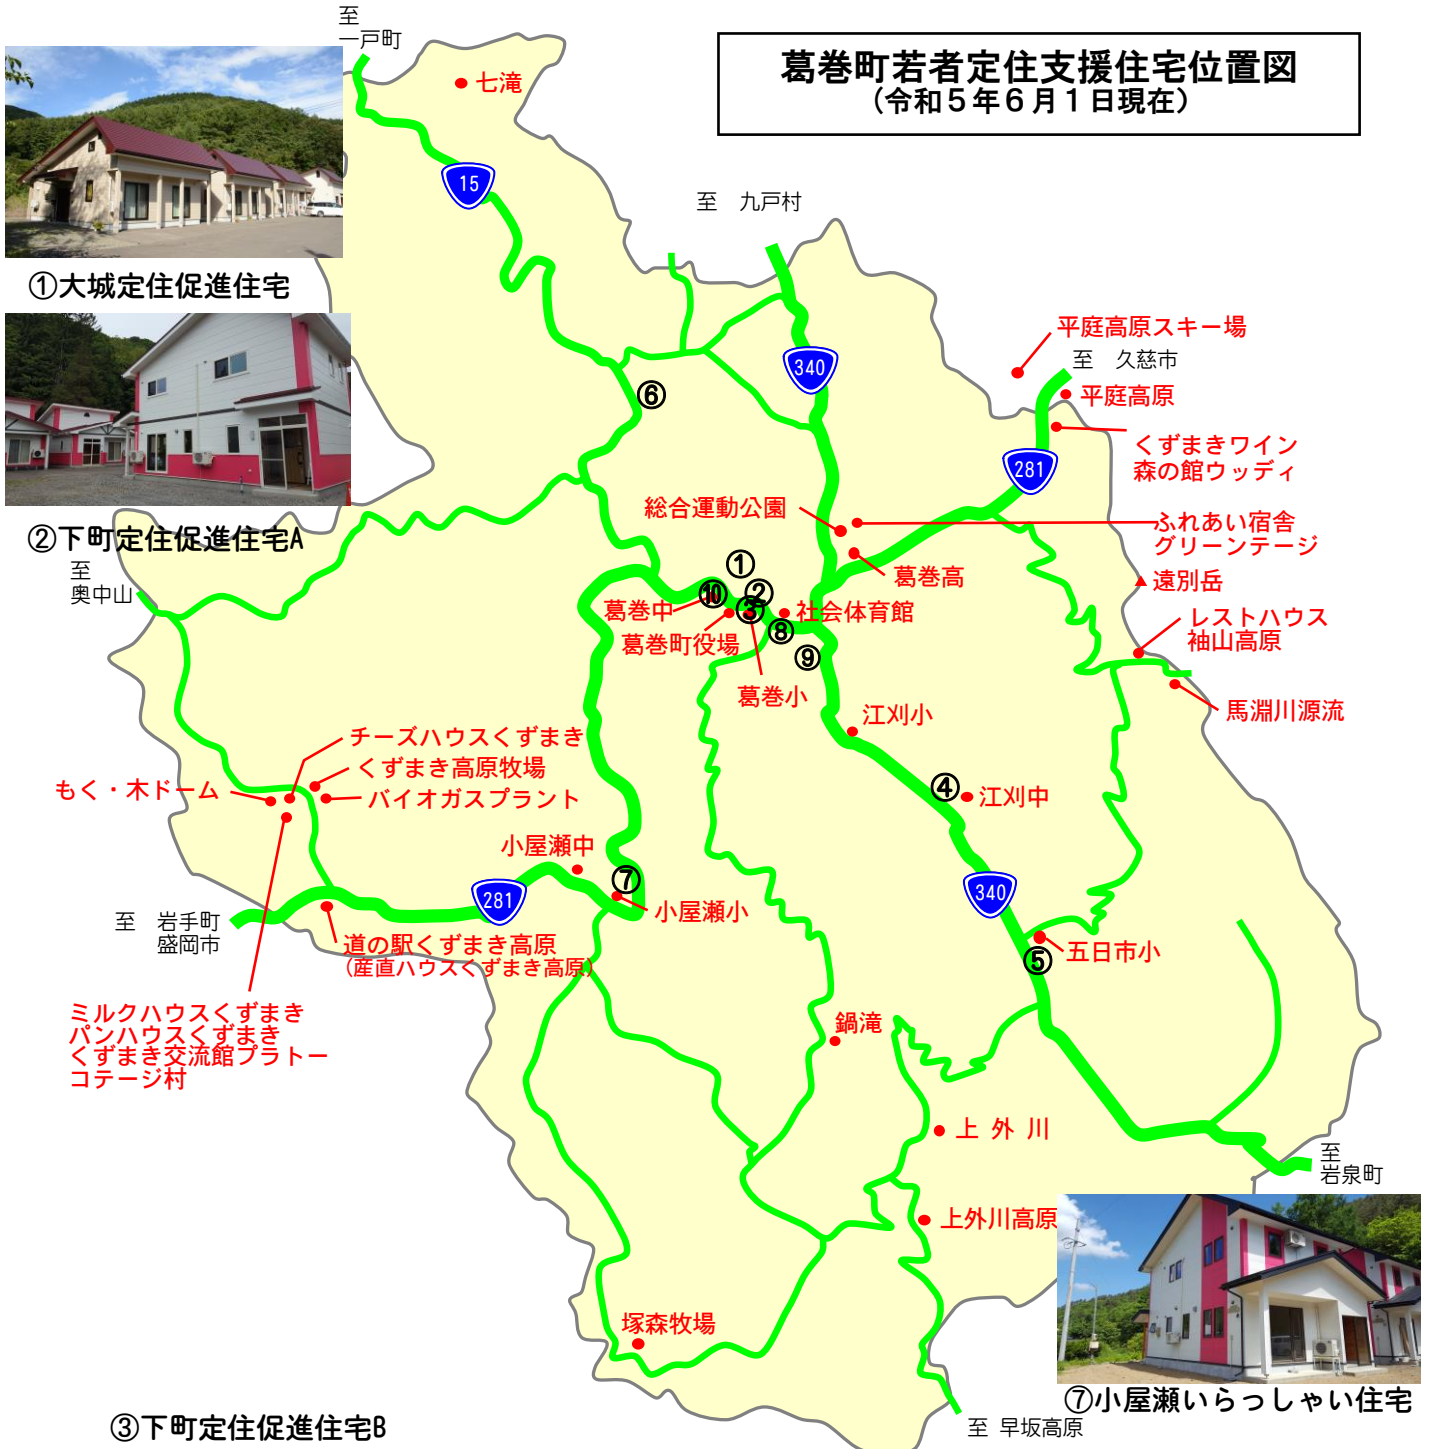 至
一戸町
葛巻町若者定住支援住宅位置図
（令和５年６月１日現在）
七滝
15
至　九戸村
①大城定住促進住宅
平庭高原スキー場
至　久慈市
340
平庭高原
⑥
くずまきワイン
森の館ウッディ
281
総合運動公園
ふれあい宿舎
グリーンテージ
②下町定住促進住宅A
至
奥中山
葛巻高
遠別岳
①
②
⑩
③
葛巻中
社会体育館
レストハウス
袖山高原
葛巻町役場
⑧
⑨
葛巻小
馬淵川源流
江刈小
チーズハウスくずまき
くずまき高原牧場
もく・木ドーム
バイオガスプラント
④
江刈中
小屋瀬中
⑦
281
340
小屋瀬小
至　岩手町
盛岡市
道の駅くずまき高原
（産直ハウスくずまき高原）
五日市小
⑤
ミルクハウスくずまき
パンハウスくずまき
くずまき交流館プラトー
コテージ村
鍋滝
上 外 川
至
岩泉町
上外川高原
塚森牧場
⑦小屋瀬いらっしゃい住宅
③下町定住促進住宅B
至 早坂高原